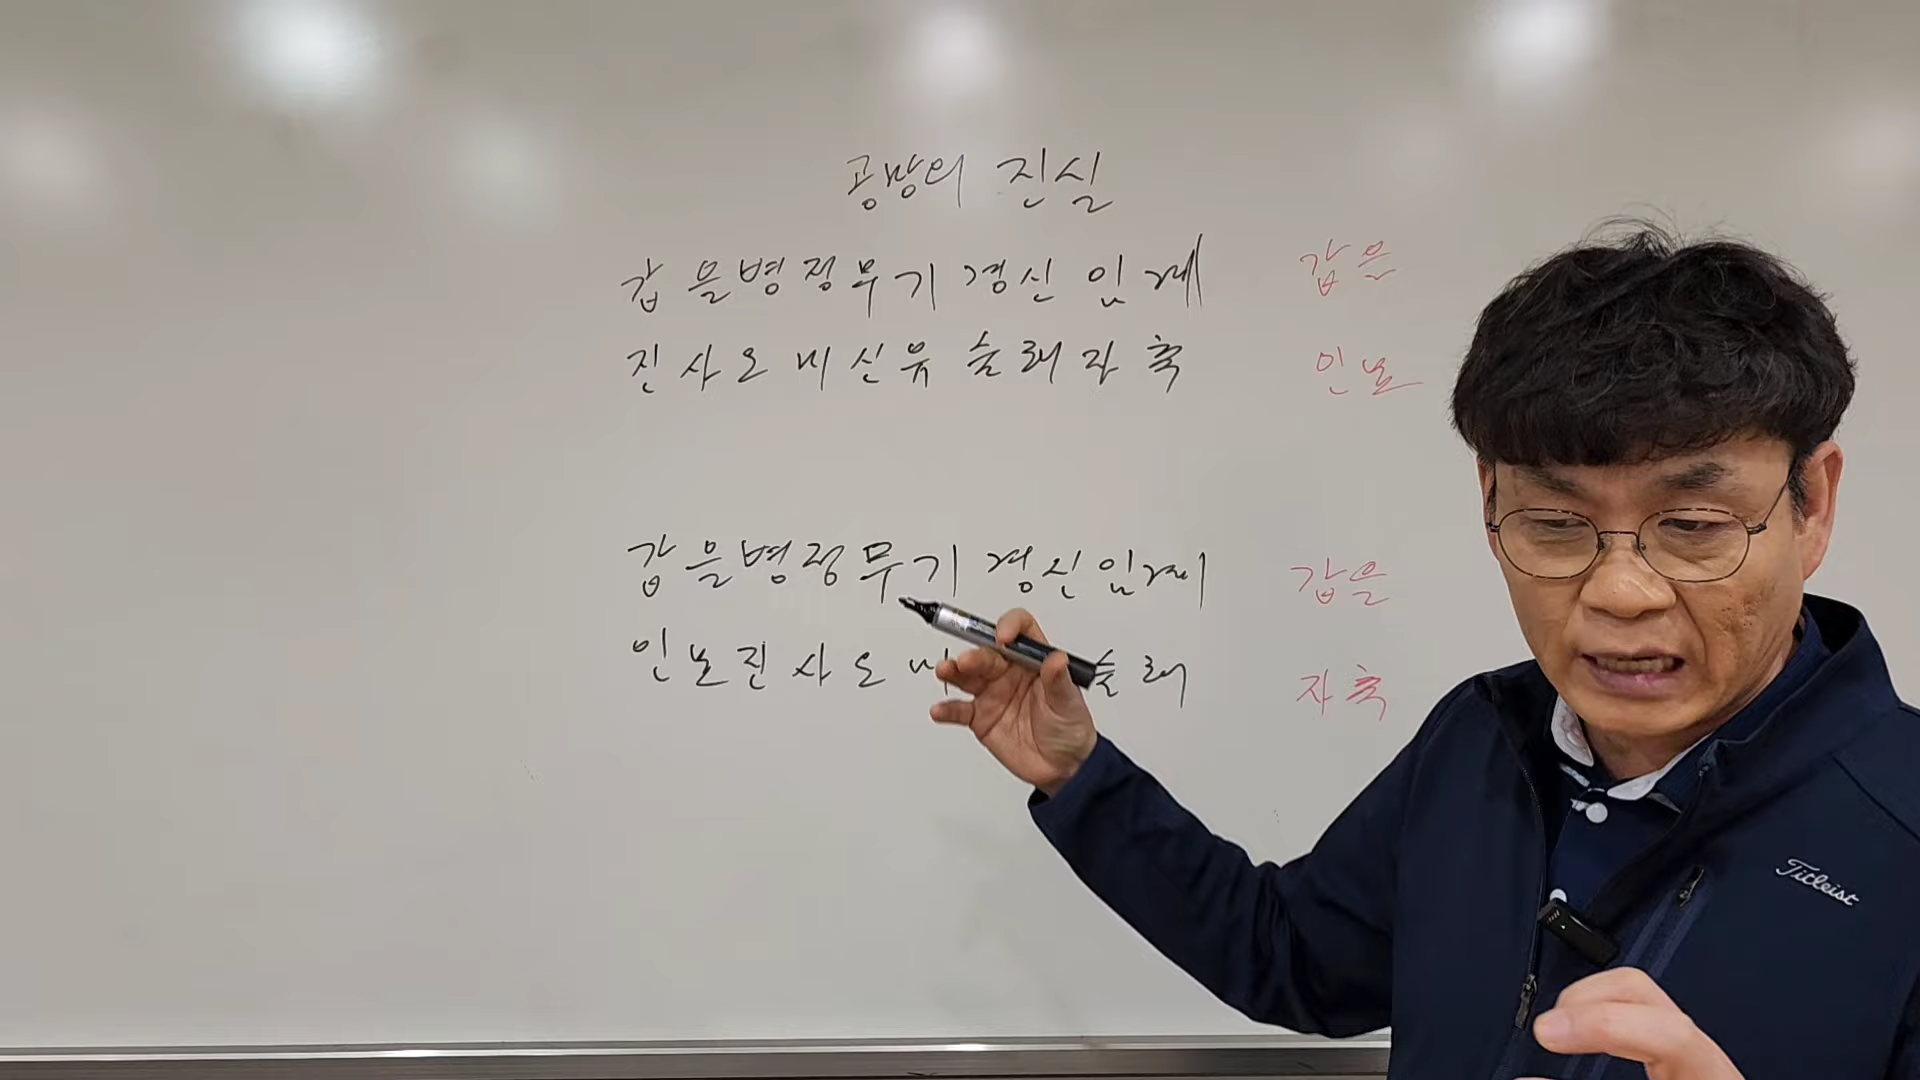 공망의 진실
갑 을 병 정 무 기 경 신 임 계 갑 을
진 사 오 미 신 유 술 해 자 축 인 묘
갑 을 병 정 무 기 경 신 임 계 갑 을
인 묘 진 사 오 미 술 해 자 축
Titleist